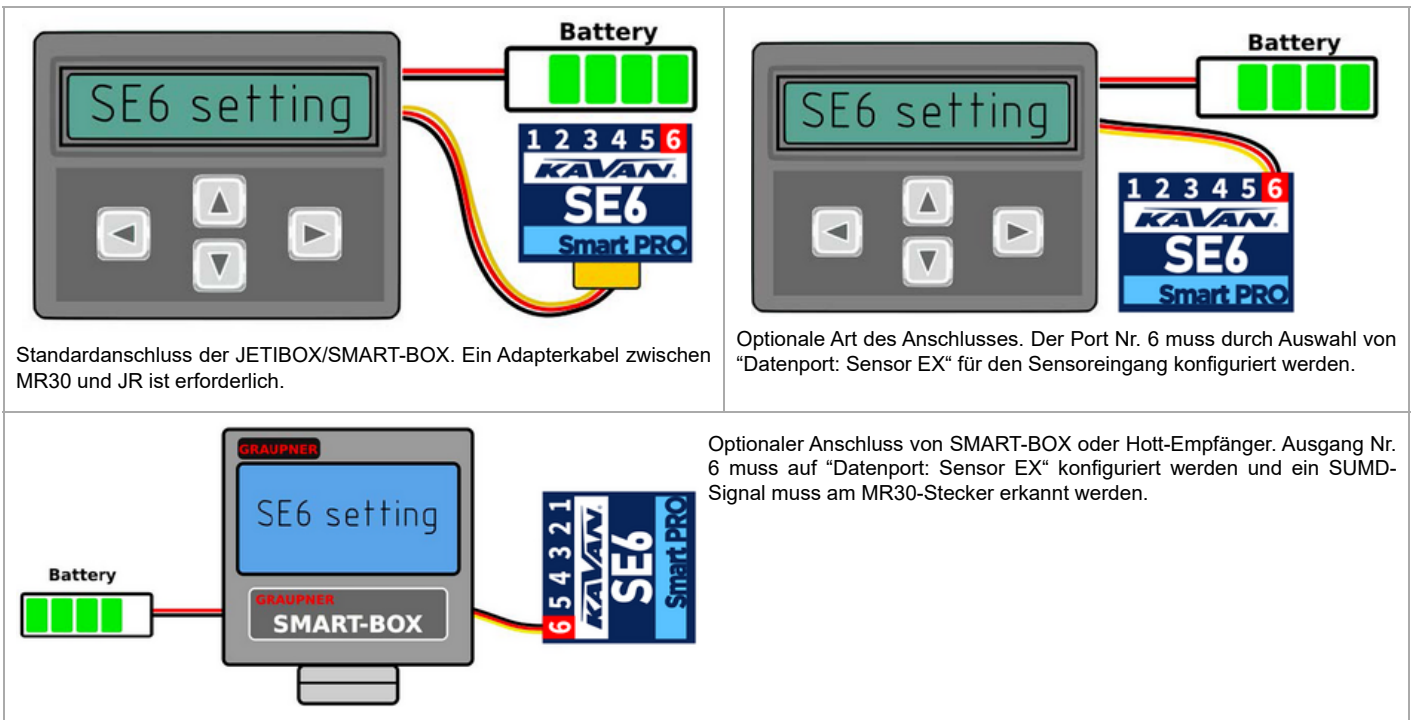 Battery
SE6 setting
1 2 3 4 5 6
KAVAN.
SE6
Smart PRO
Standardanschluss der JETIBOX/SMART-BOX. Ein Adapterkabel zwischen
MR30 und JR ist erforderlich.
Battery
SE6 setting
1 2 3 4 5 6
KAVAN.
SE6
Smart PRO
Optionale Art des Anschlusses. Der Port Nr. 6 muss durch Auswahl von
“Datenport: Sensor EX“ für den Sensoreingang konfiguriert werden.
GRAUPNER
SE6 setting
Battery
GRAUPNER
SMART-BOX
6 5 4 3 2 1
KAVAN.
SE6
Smart PRO
Optionaler Anschluss von SMART-BOX oder Hott-Empfänger. Ausgang Nr.
6 muss auf “Datenport: Sensor EX“ konfiguriert werden und ein SUMD-
Signal muss am MR30-Stecker erkannt werden.